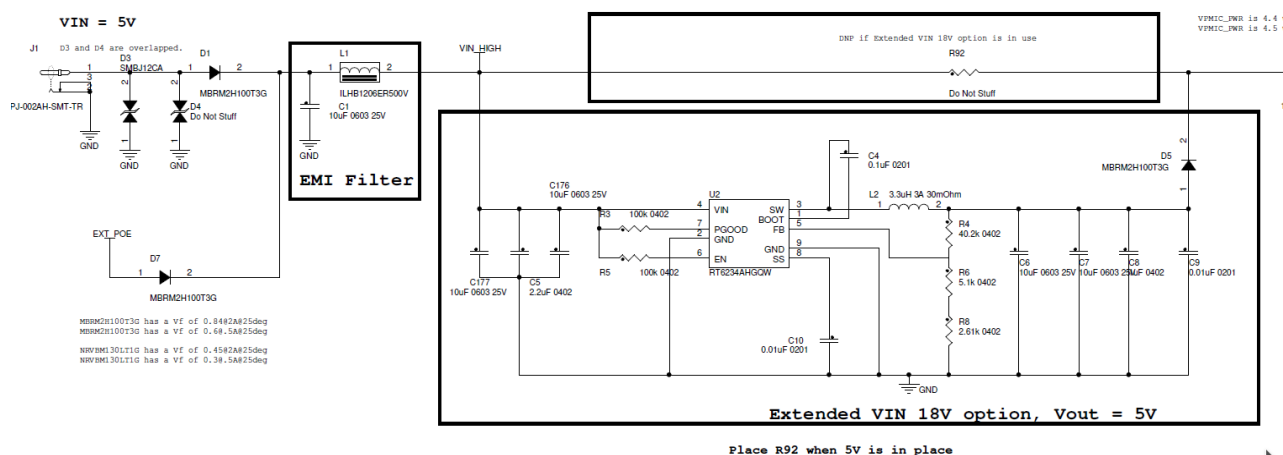 VIN = 5V
D3 and D4 are overlapped.
J1
D3
SMBJ12CA
D1
MBRM2H100T3G
1
3
2
PJ-002AH-SMT-TR
GND
2
1
GND
2
D4
Do Not Stuff
1
GND
1
2
EXT_POE
1
2
D7
MBRM2H100T3G
MBRM2H100T3G has a Vf of 0.84@2A@25deg
MBRM2H100T3G has a Vf of 0.6@.5A@25deg
NRVBM130LT1G has a Vf of 0.45@2A@25deg
NRVBM130LT1G has a Vf of 0.3@.5A@25deg
L1
1
2
ILHB1206ER500V
C1
10uF 0603 25V
GND
EMI Filter
VIN_HIGH
DNP if Extended VIN 18V option is in use
R92
Do Not Stuff
VPMIC_PWR is 4.4
VPMIC_PWR is 4.5
2
D5
MBRM2H100T3G
1
C4
0.1uF 0201
C176
10uF 0603 25V
C177
10uF 0603 25V
C5
2.2uF 0402
R3
100k 0402
R5
100k 0402
U2
4
VIN
7
PGOOD
2
GND
6
EN
SW
3
BOOT
1
FB
5
GND
9
SS
8
RT6234AHGQW
L2
3.3uH 3A 30mOhm
1
2
R4
40.2k 0402
R6
5.1k 0402
R8
2.61k 0402
C10
0.01uF 0201
C6
10uF 0603 25V
C7
10uF 0603 25V
C8
0402
C9
0.01uF 0201
GND
Extended VIN 18V option, Vout = 5V
Place R92 when 5V is in place